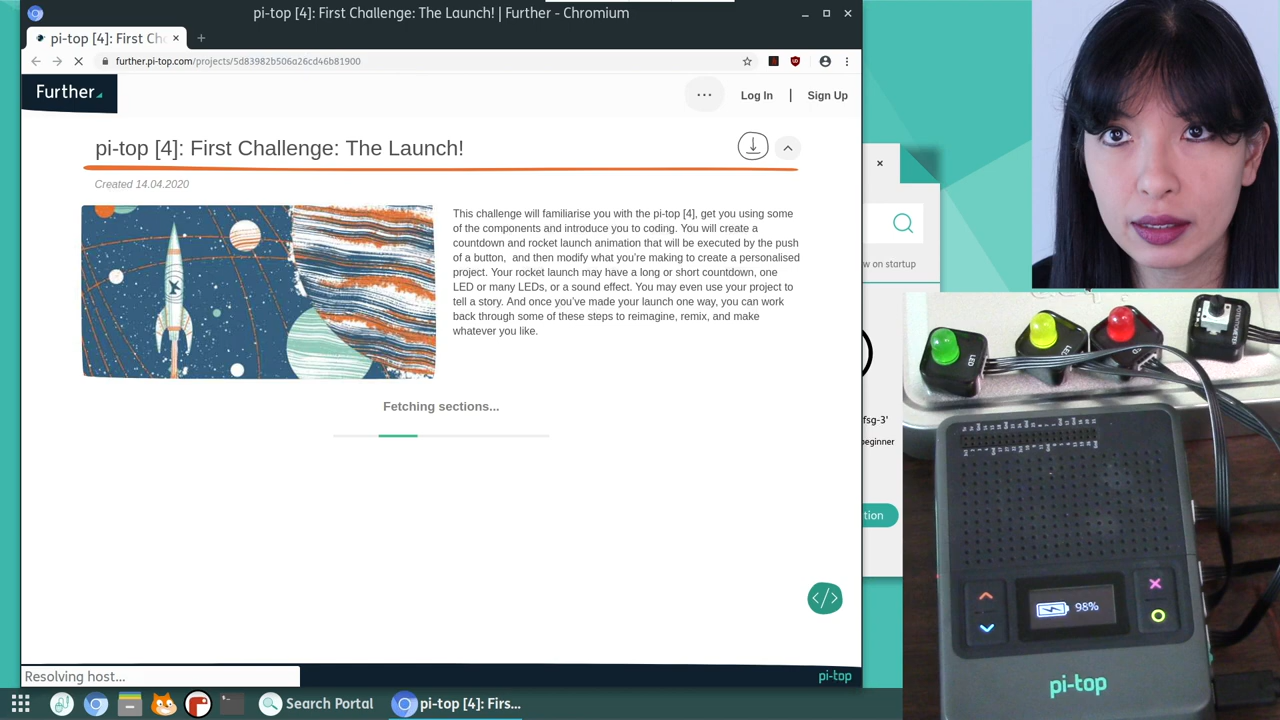 pi-top [4]: First Challenge: The Launch! | Further - Chromium
pi-top [4]: First Ch
further.pi-top.com/projects/5d83982b506a26cd46b81900
Further
...
Log In | Sign Up
pi-top [4]: First Challenge: The Launch!
Created 14.04.2020
This challenge will familiarise you with the pi-top [4], get you using some
of the components and introduce you to coding. You will create a
countdown and rocket launch animation that will be executed by the push
of a button, and then modify what you're making to create a personalised
project. Your rocket launch may have a long or short countdown, one
LED or many LEDs, or a sound effect. You may even use your project to
tell a story. And once you've made your launch one way, you can work
back through some of these steps to reimagine, remix, and make
whatever you like.
Fetching sections...
</>
Resolving host...
pi-top
Search Portal
pi-top [4]: Firs...
w on startup
fsg-3'
beginner
tion
LED
LED
POTENTIOMETER
98%
pi-top